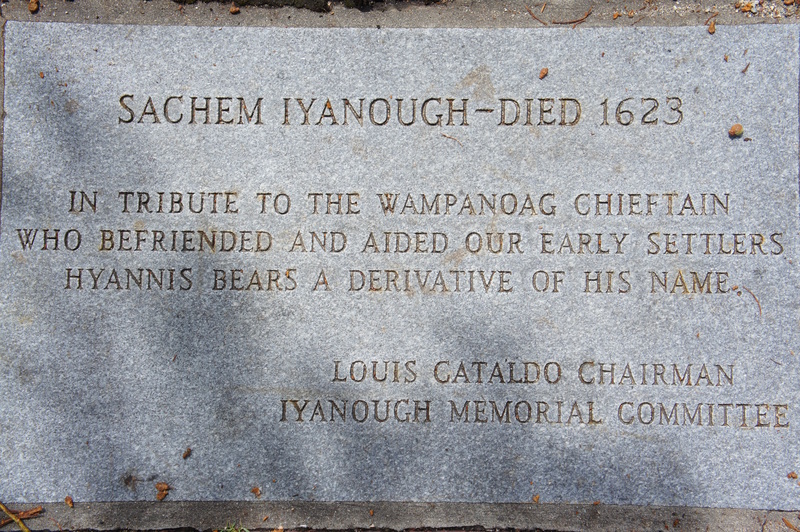 SACHEM IYANOUGH-DIED 1623
IN TRIBUTE TO THE WAMPANOAG CHIEFTAIN
WHO BEFRIENDED AND AIDED OUR EARLY SETTLERS
HYANNIS BEARS A DERIVATIVE OF HIS NAME.
LOUIS CATALDO CHAIRMAN
IYANOUGH MEMORIAL COMMITTEE